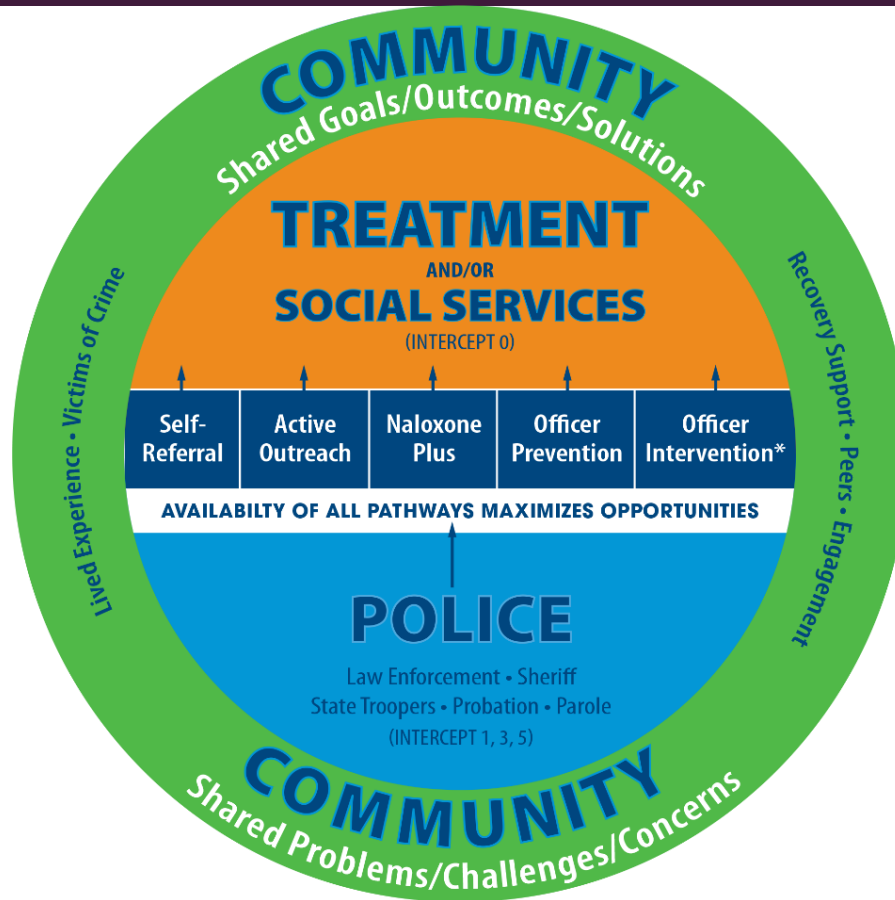 COMMUNITY
Shared Goals/Outcomes/Solutions
TREATMENT
AND/OR
SOCIAL SERVICES
(INTERCEPT 0)
Lived Experience • Victims of Crime
Recovery Support • Peers • Engagement
Self-
Referral
Active
Outreach
Naloxone
Plus
Officer
Prevention
Officer
Intervention*
AVAILABILTY OF ALL PATHWAYS MAXIMIZES OPPORTUNITIES
POLICE
Law Enforcement • Sheriff
State Troopers • Probation • Parole
(INTERCEPT 1, 3, 5)
COMMUNITY
Shared Problems/Challenges/Concerns